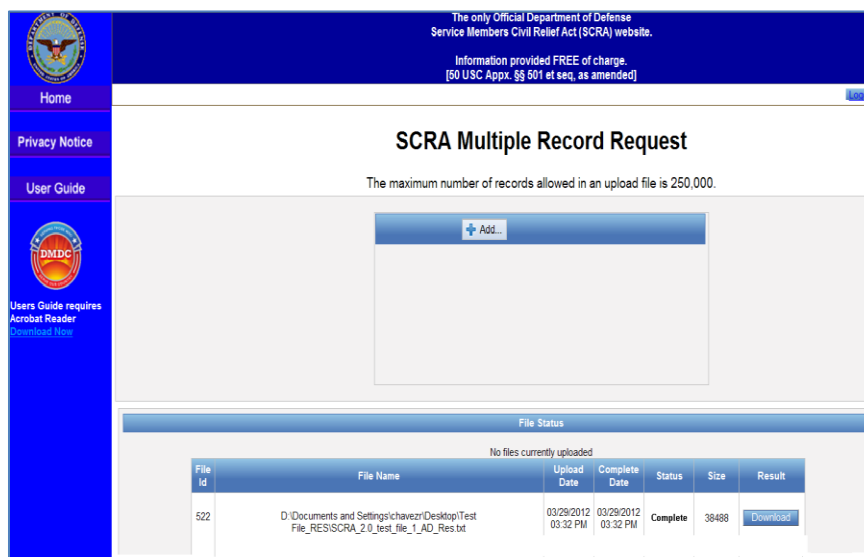 The only Official Department of Defense
Service Members Civil Relief Act (SCRA) website.
Information provided FREE of charge.
[50 USC Appx. §§ 501 et seq, as amended]
Home
Log
Privacy Notice
User Guide
DMDC
Users Guide requires
Acrobat Reader
Download Now
SCRA Multiple Record Request
The maximum number of records allowed in an upload file is 250,000.
Add...
File Status
No files currently uploaded
File Id File Name Upload Date Complete Date Status Size Result
522 D:\Documents and Settings\chavezr\Desktop\Test File_RES\SCRA_2.0_test_file_1_AD_Res.txt 03/29/2012 03:32 PM 03/29/2012 03:32 PM Complete 38488 Download